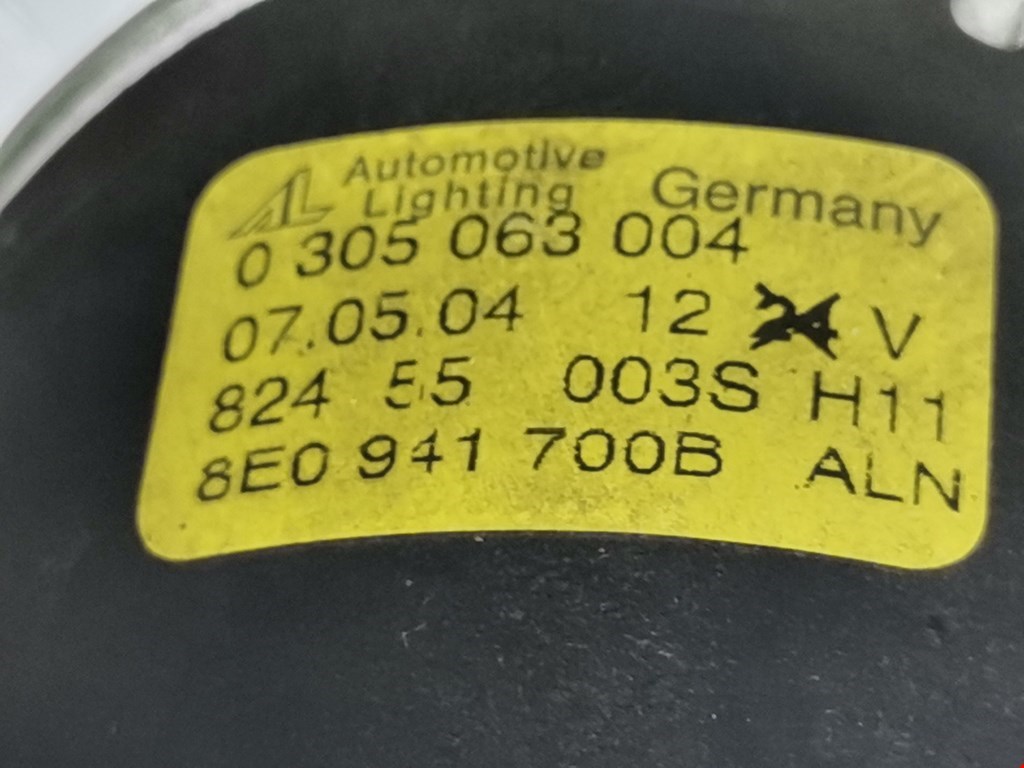 AL Automotive Lighting Germany
0 305 063 004
07.05.04 12 24 V
824 55 003S H11
8E0 941 700B ALN